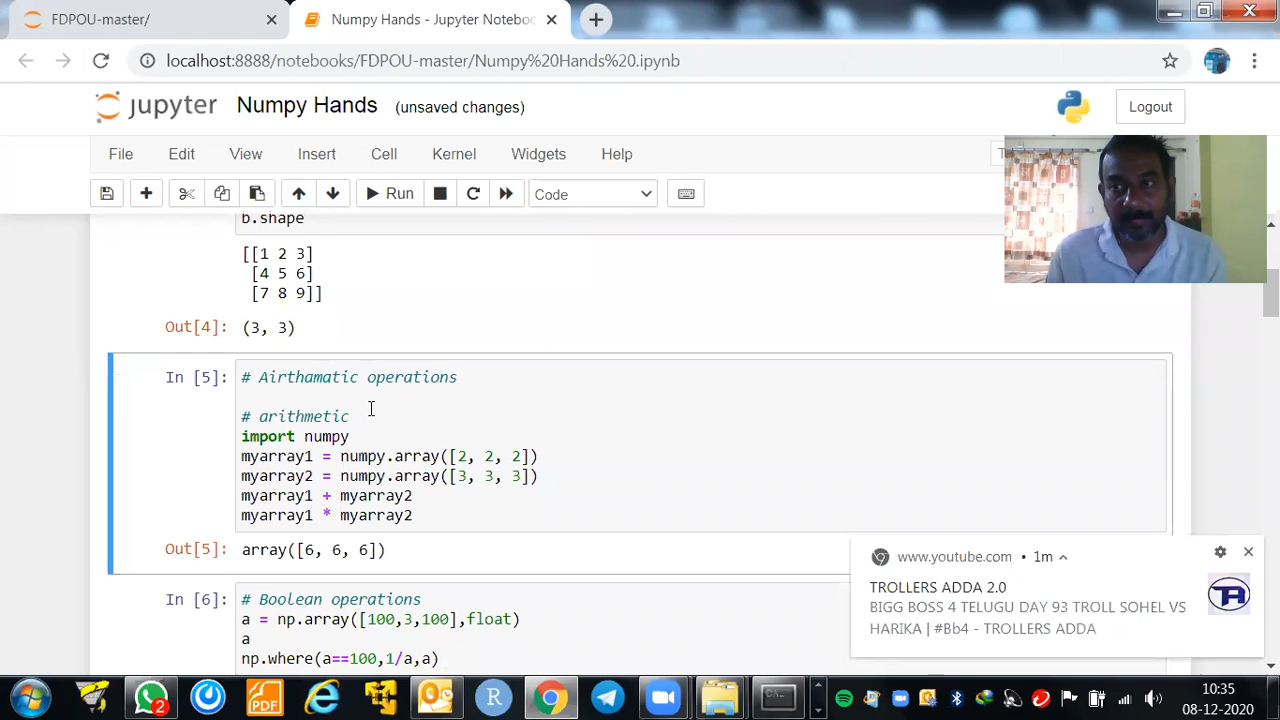 FDPOU-master/
Numpy Hands - Jupyter Notebo
localhost:8888/notebooks/FDPOU-master/Numpy%20Hands%20.ipynb
jupyter Numpy Hands (unsaved changes)
Logout
File Edit View Insert Cell Kernel Widgets Help
Run Code
b.shape
[[1 2 3]
[4 5 6]
[7 8 9]]
Out[4]: (3, 3)
In [5]: # Airthamatic operations
# arithmetic
import numpy
myarray1 = numpy.array([2, 2, 2])
myarray2 = numpy.array([3, 3, 3])
myarray1 + myarray2
myarray1 * myarray2
Out[5]: array([6, 6, 6])
In [6]: # Boolean operations
a = np.array([100,3,100],float)
a
np.where(a==100,1/a,a)
www.youtube.com • 1m
TROLLERS ADDA 2.0
BIGG BOSS 4 TELUGU DAY 93 TROLL SOHEL VS
HARIKA | #Bb4 - TROLLERS ADDA
10:35
08-12-2020